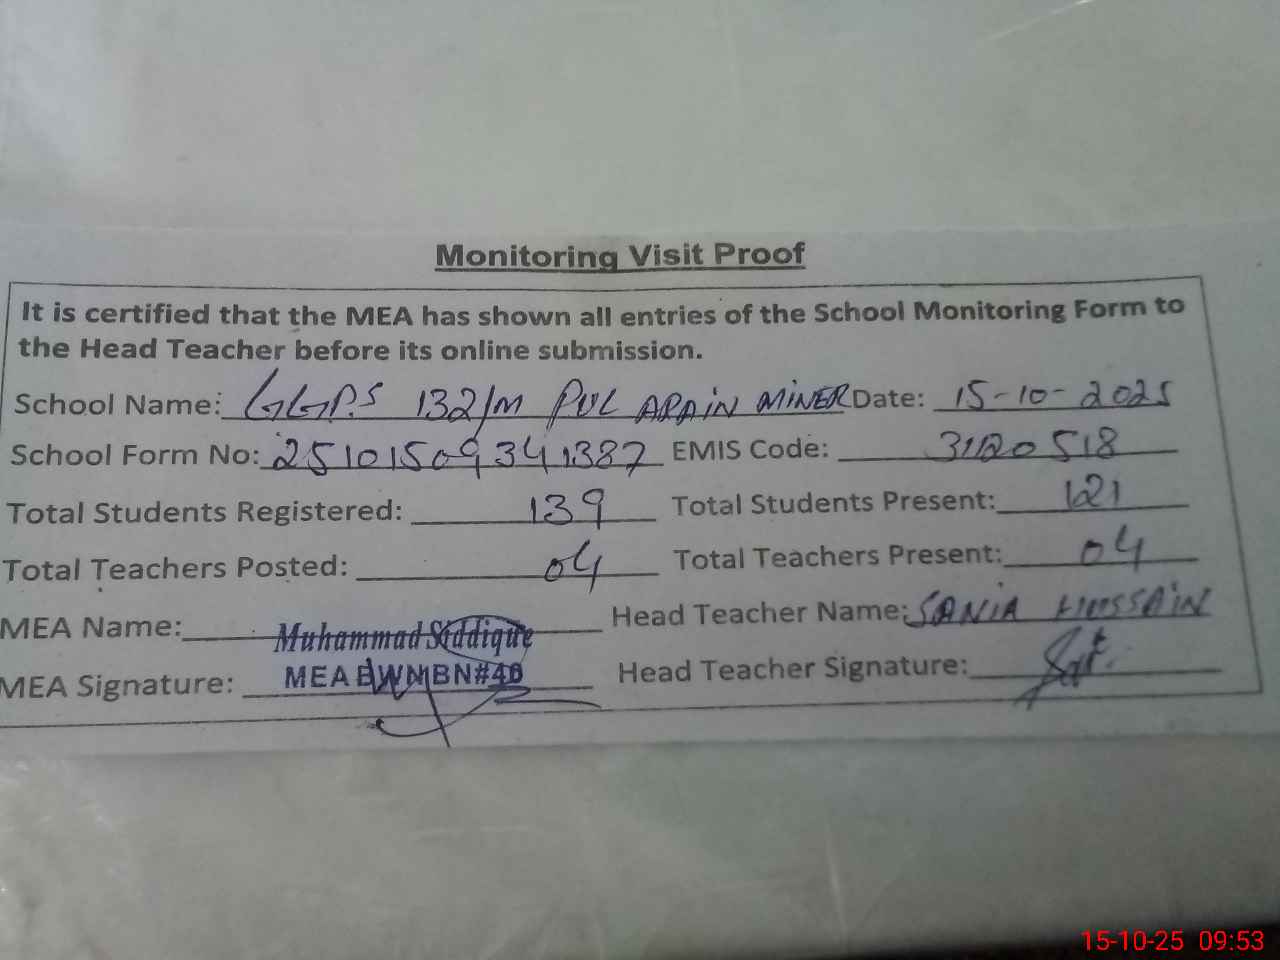 Monitoring Visit Proof
It is certified that the MEA has shown all entries of the School Monitoring Form to
the Head Teacher before its online submission.
School Name: GGPS 132/M PUL ARAIN MINER Date: 15-10-2025
School Form No: 25101509341387 EMIS Code: 31120518
Total Students Registered: 139 Total Students Present: 121
Total Teachers Posted: 04 Total Teachers Present: 04
MEA Name: Muhammad Siddique Head Teacher Name: SANIA HUSSAIN
MEA Signature: MEA BWN BN#40 Head Teacher Signature:
15-10-25 09:53